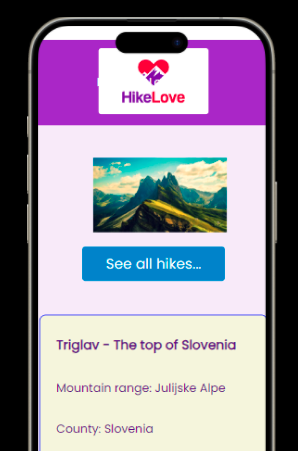 HikeLove
See all hikes...
Triglav - The top of Slovenia
Mountain range: Julijske Alpe
County: Slovenia